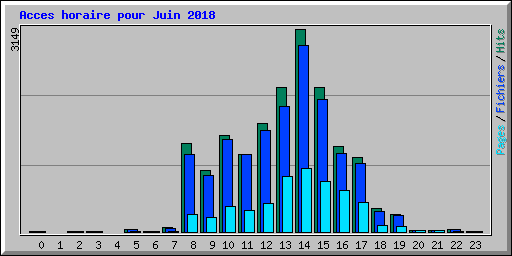 Acces horaire pour Juin 2018
3149
Pages / Fichiers / Hits
0 1 2 3 4 5 6 7 8 9 10 11 12 13 14 15 16 17 18 19 20 21 22 23